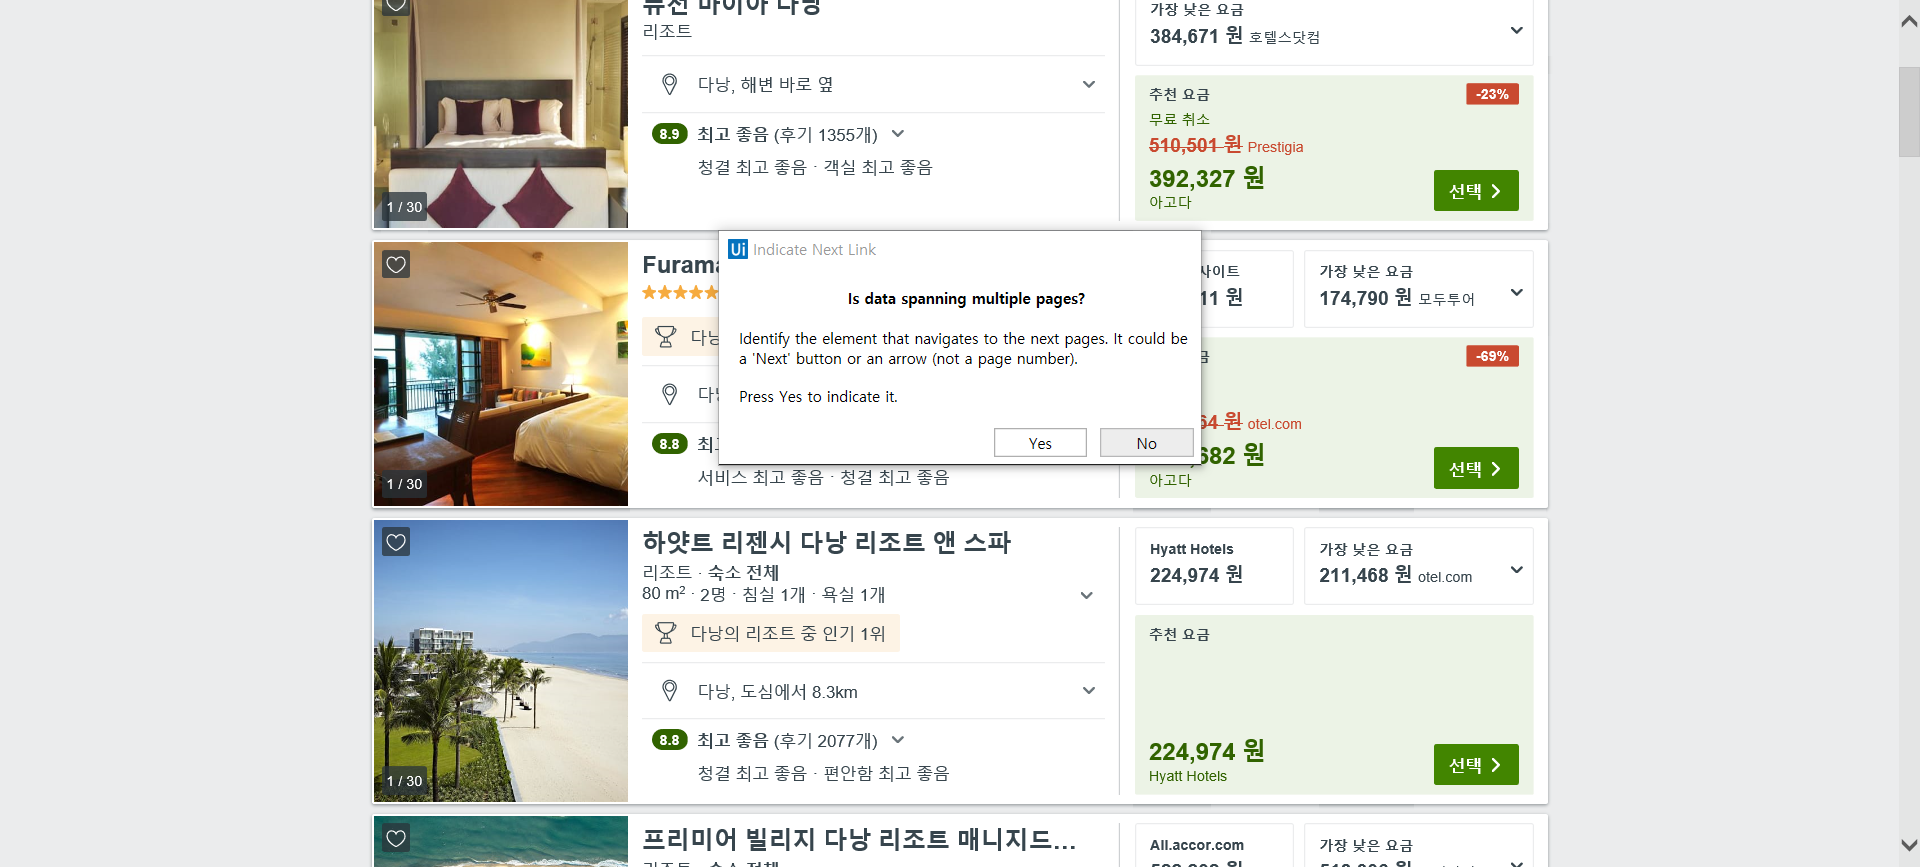 퓨전 마이아 다낭
리조트
다낭, 해변 바로 옆
8.9 최고 좋음 (후기 1355개)
청결 최고 좋음 · 객실 최고 좋음
1 / 30
가장 낮은 요금
384,671 원 호텔스닷컴
추천 요금
-23%
무료 취소
510,501 원 Prestigia
392,327 원
아고다
선택
Ui Indicate Next Link
Is data spanning multiple pages?
Identify the element that navigates to the next pages. It could be
a 'Next' button or an arrow (not a page number).
Press Yes to indicate it.
Yes
No
Furama
다낭
다낭
8.8 최고
서비스 최고 좋음 · 청결 최고 좋음
1 / 30
사이트
11 원
가장 낮은 요금
174,790 원 모두투어
-69%
64 원 otel.com
682 원
아고다
선택
하얏트 리젠시 다낭 리조트 앤 스파
리조트 · 숙소 전체
80 m² · 2명 · 침실 1개 · 욕실 1개
다낭의 리조트 중 인기 1위
다낭, 도심에서 8.3km
8.8 최고 좋음 (후기 2077개)
청결 최고 좋음 · 편안함 최고 좋음
1 / 30
Hyatt Hotels
224,974 원
가장 낮은 요금
211,468 원 otel.com
추천 요금
224,974 원
Hyatt Hotels
선택
프리미어 빌리지 다낭 리조트 매니지드...
리조트 · 숙소 전체
All.accor.com
가장 낮은 요금